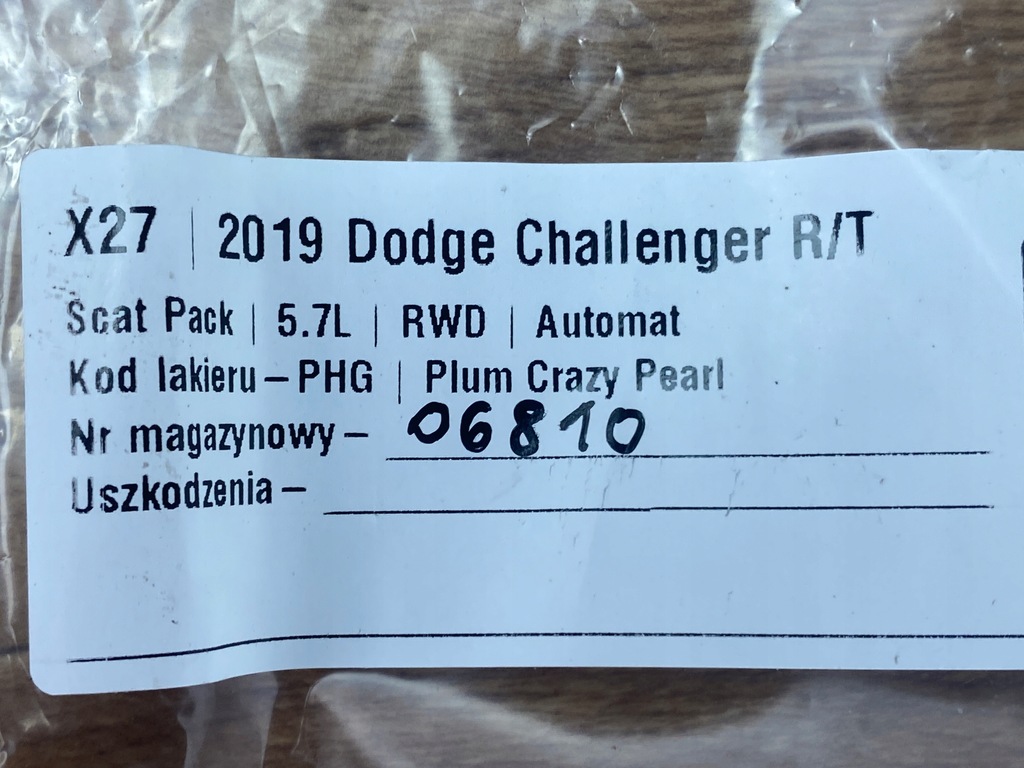 X27 | 2019 Dodge Challenger R/T
Scat Pack | 5.7L | RWD | Automat
Kod lakieru – PHG | Plum Crazy Pearl
Nr magazynowy – 06810
Uszkodzenia –